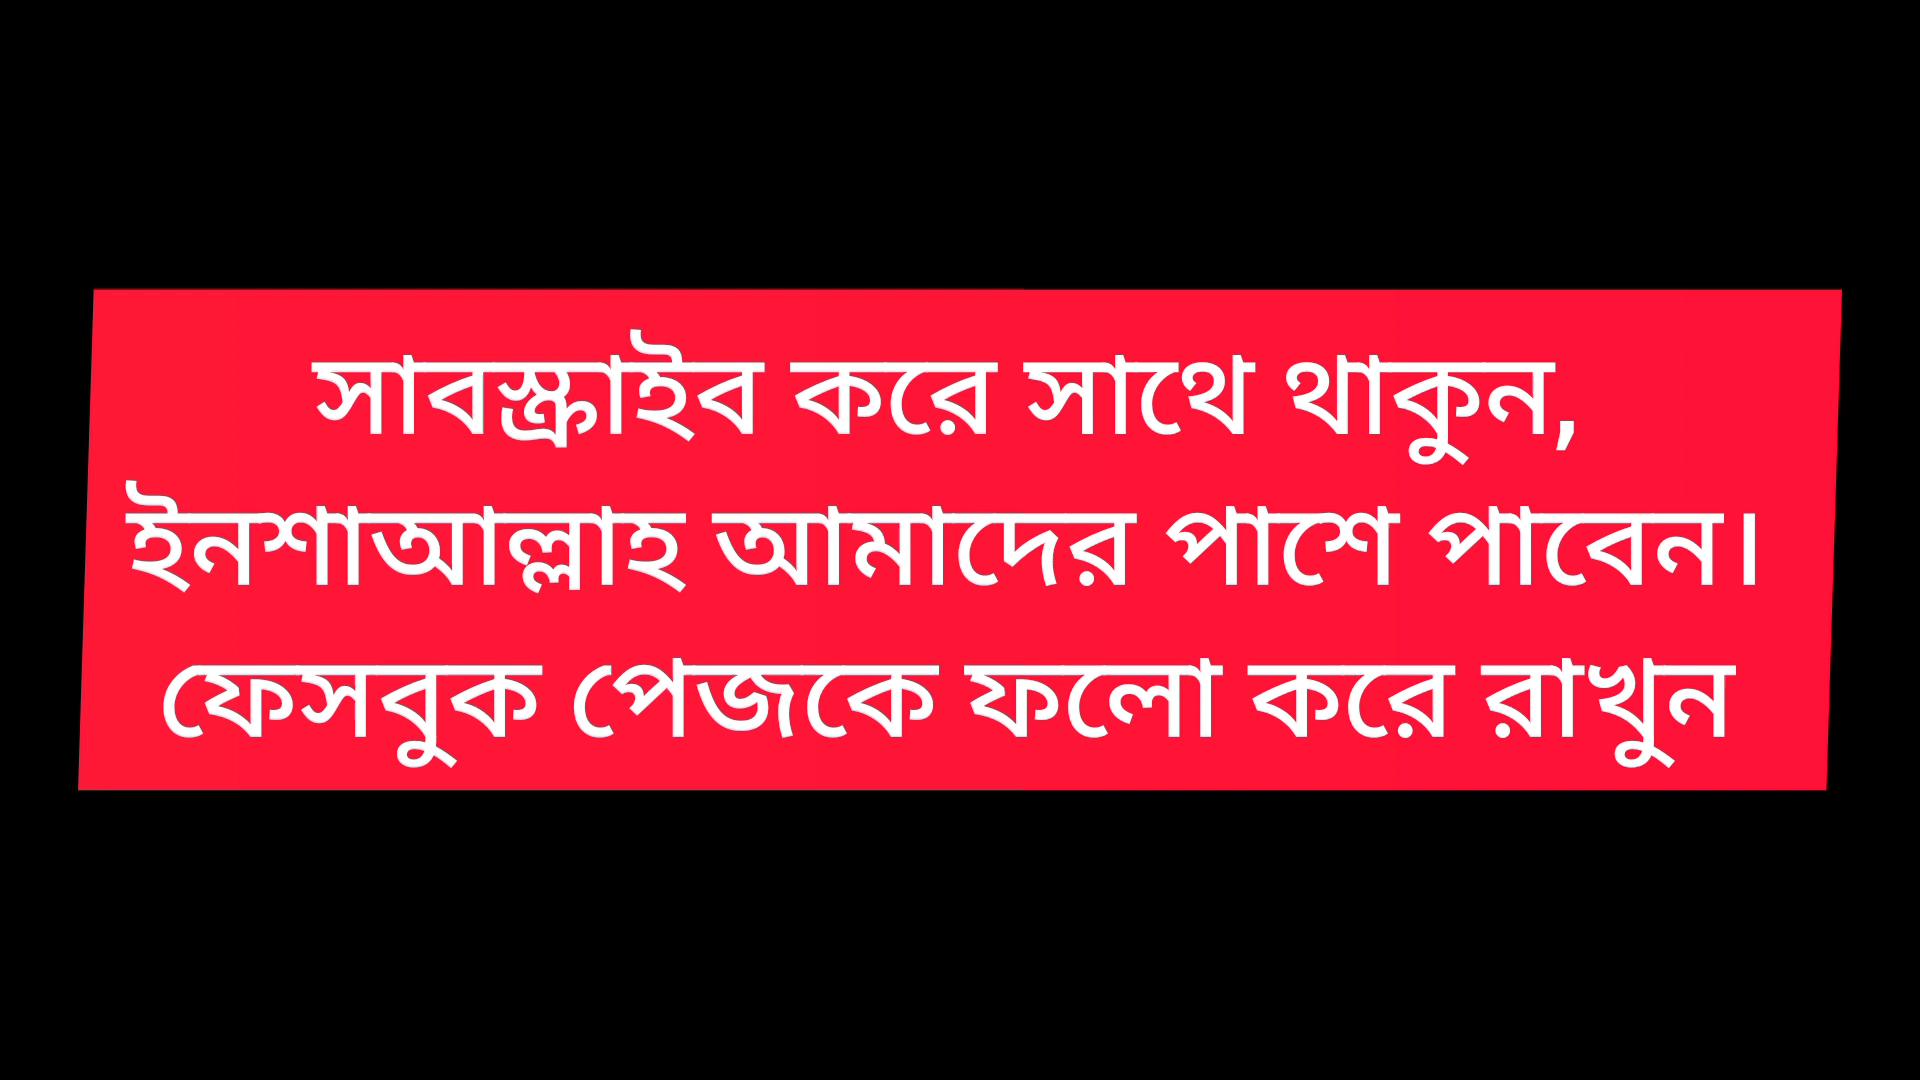 সাবস্ক্রাইব করে সাথে থাকুন,
ইনশাআল্লাহ আমাদের পাশে পাবেন।
ফেসবুক পেজকে ফলো করে রাখুন